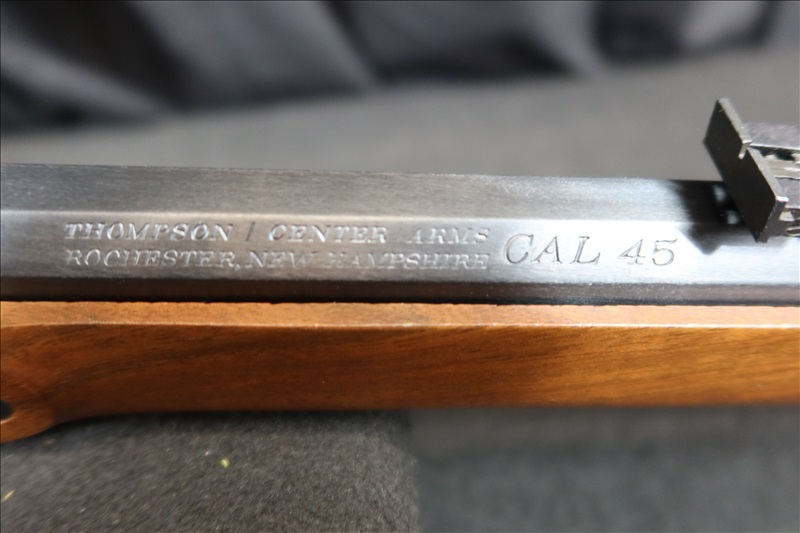 THOMPSON / CENTER ARMS
ROCHESTER, NEW HAMPSHIRE
CAL 45